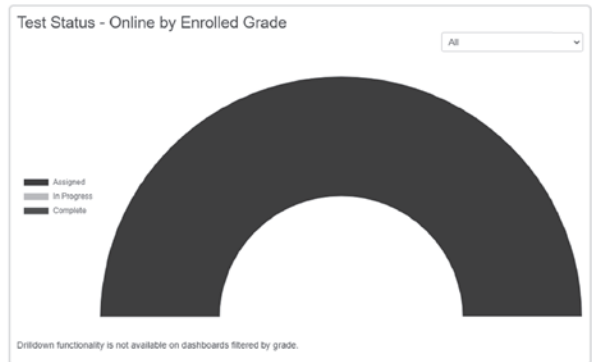 Test Status - Online by Enrolled Grade
All
Assigned
In Progress
Complete
Drilldown functionality is not available on dashboards filtered by grade.